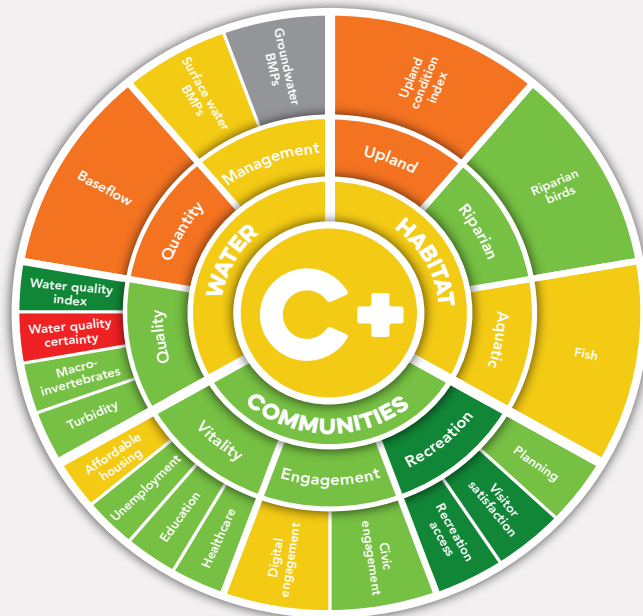 C+
WATER
HABITAT
COMMUNITIES
Management
Quantity
Quality
Upland
Riparian
Aquatic
Recreation
Engagement
Vitality
Groundwater
BMPs
Surface water
BMPs
Baseflow
Water quality
index
Water quality
certainty
Macro-
invertebrates
Turbidity
Upland
condition
index
Riparian
birds
Fish
Planning
Visitor
satisfaction
Recreation
access
Civic
engagement
Digital
engagement
Healthcare
Education
Unemployment
Affordable
housing